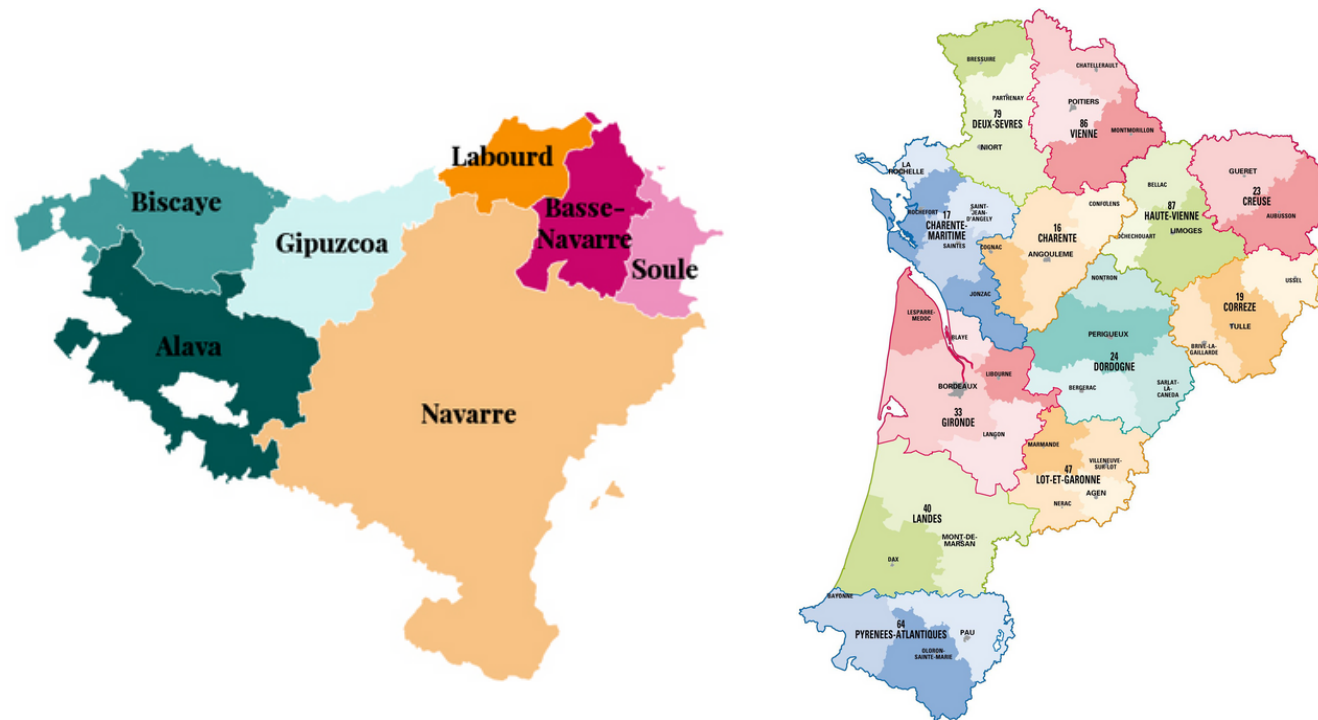 Labourd
Biscaye
Basse-
Navarre
Gipuzcoa
Soule
Alava
Navarre
BRESSUIRE
CHATELLERAULT
PARTHENAY
POITIERS
79
DEUX-SEVRES
86
VIENNE
MONTMORILLON
NIORT
LA
ROCHELLE
GUERET
BELLAC
23
CREUSE
ROCHEFORT
17
CHARENTE-
MARITIME
SAINT-
JEAN-
D'ANGELY
CONFOLENS
87
HAUTE-VIENNE
AUBUSSON
SAINTES
16
CHARENTE
OCHECHOUART
LIMOGES
COGNAC
ANGOULEME
JONZAC
NONTRON
USSEL
19
CORREZE
TULLE
LESPARRE-
MEDOC
BLAYE
PERIGUEUX
BRIVE-LA-
GAILLARDE
24
DORDOGNE
LIBOURNE
BORDEAUX
BERGERAC
SARLAT-
LA-
CANEDA
33
GIRONDE
LANGON
MARMANDE
VILLENEUVE-
SUR-LOT
47
LOT-ET-GARONNE
AGEN
NERAC
40
LANDES
MONT-DE-
MARSAN
DAX
BAYONNE
64
PYRENEES-ATLANTIQUES
PAU
OLORON-
SAINTE-MARIE